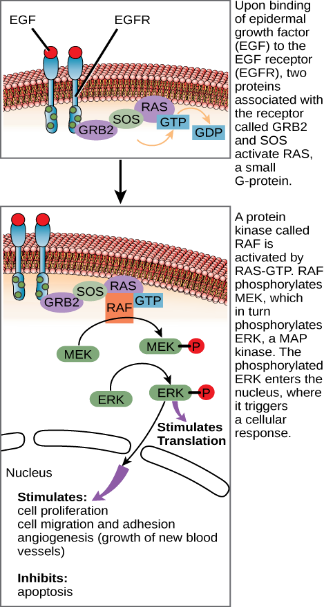 EGF
EGFR
RAS
SOS
GRB2
GTP
GDP
Upon binding
of epidermal
growth factor
(EGF) to the
EGF receptor
(EGFR), two
proteins
associated with
the receptor
called GRB2
and SOS
activate RAS,
a small
G-protein.
RAS
SOS
GRB2
GTP
RAF
MEK
MEK
P
ERK
ERK
P
Stimulates
Translation
Nucleus
Stimulates:
cell proliferation
cell migration and adhesion
angiogenesis (growth of new blood
vessels)
Inhibits:
apoptosis
A protein
kinase called
RAF is
activated by
RAS-GTP. RAF
phosphorylates
MEK, which
in turn
phosphorylates
ERK, a MAP
kinase. The
phosphorylated
ERK enters the
nucleus, where
it triggers
a cellular
response.